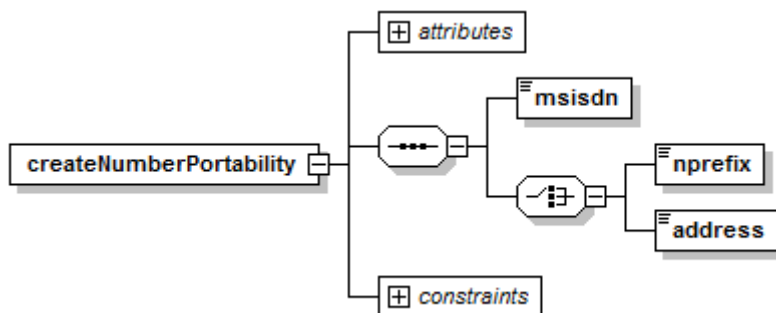 attributes
msisdn
createNumberPortability
nprefix
address
constraints